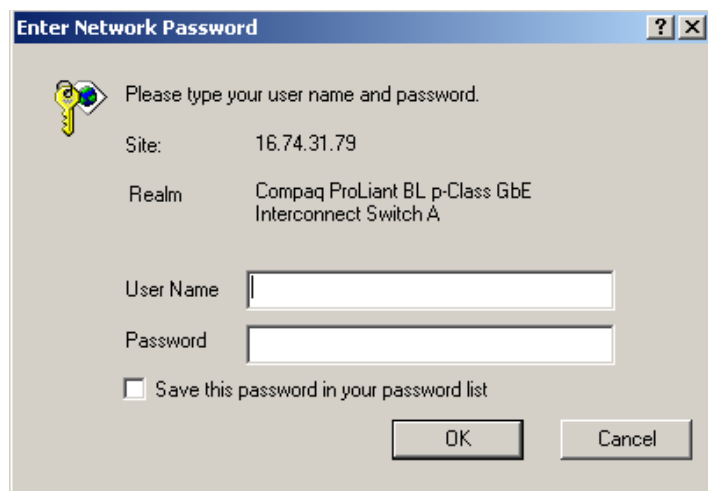 Enter Network Password
Please type your user name and password.
Site: 16.74.31.79
Realm Compaq ProLiant BL p-Class GbE
Interconnect Switch A
User Name
Password
Save this password in your password list
OK Cancel